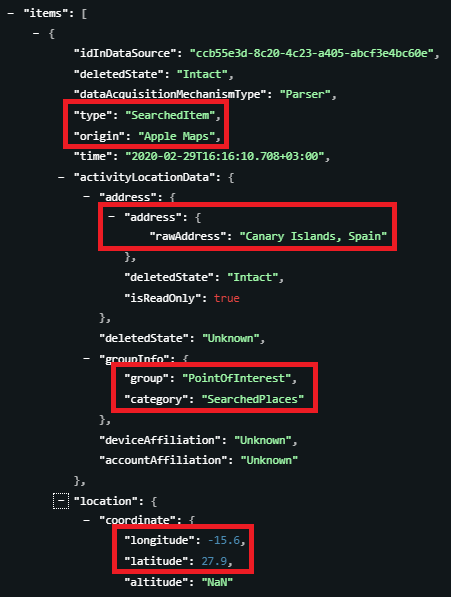 − "items": [
− {
"idInDataSource": "ccb55e3d-8c20-4c23-a405-abcf3e4bc60e",
"deletedState": "Intact",
"dataAcquisitionMechanismType": "Parser",
"type": "SearchedItem",
"origin": "Apple Maps",
"time": "2020-02-29T16:16:10.708+03:00",
− "activityLocationData": {
− "address": {
− "address": {
"rawAddress": "Canary Islands, Spain"
},
"deletedState": "Intact",
"isReadOnly": true
},
"deletedState": "Unknown",
− "groupInfo": {
"group": "PointOfInterest",
"category": "SearchedPlaces"
},
"deviceAffiliation": "Unknown",
"accountAffiliation": "Unknown"
},
− "location": {
− "coordinate": {
"longitude": -15.6,
"latitude": 27.9,
"altitude": "NaN"